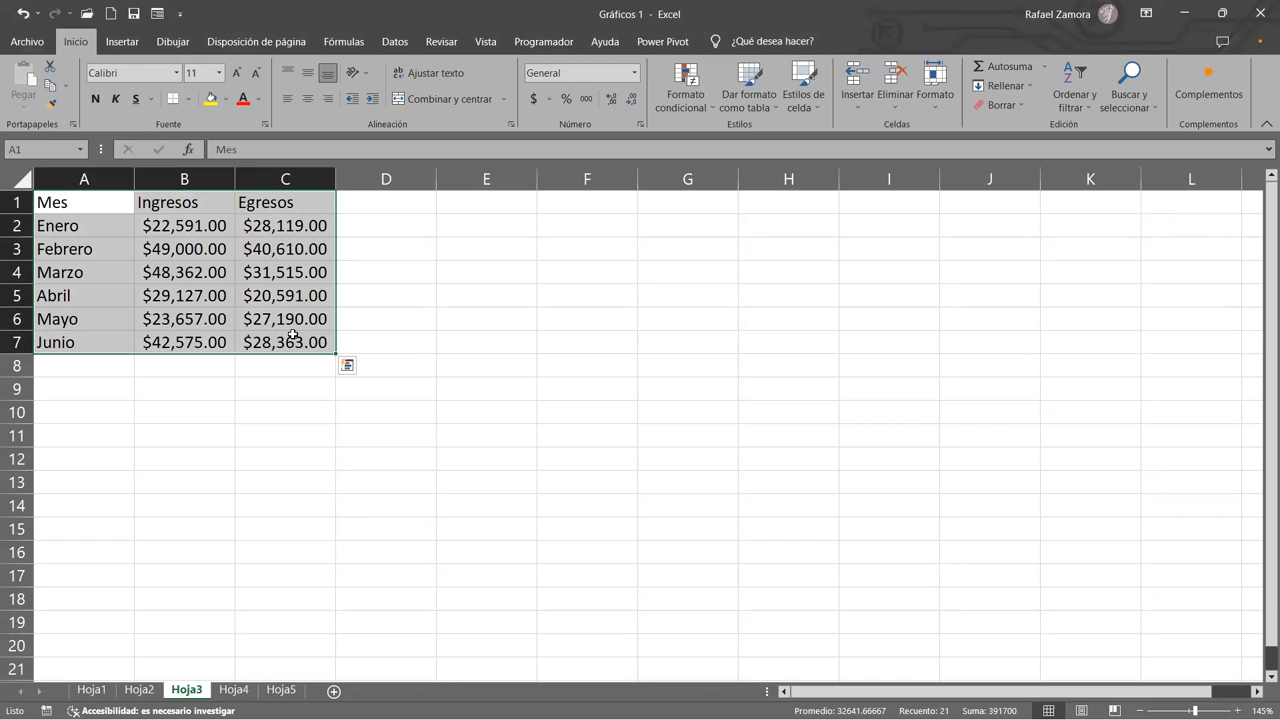 Gráficos 1 - Excel
Rafael Zamora
Archivo Inicio Insertar Dibujar Disposición de página Fórmulas Datos Revisar Vista Programador Ayuda Power Pivot ¿Qué desea hacer?
Pegar
Calibri 11
N K S
Ajustar texto
Combinar y centrar
General
$ % 000
Formato condicional
Dar formato como tabla
Estilos de celda
Insertar
Eliminar
Formato
Autosuma
Rellenar
Borrar
Ordenar y filtrar
Buscar y seleccionar
Complementos
Portapapeles Fuente Alineación Número Estilos Celdas Edición Complementos
A1 fx Mes
A B C D E F G H I J K L
1 Mes Ingresos Egresos
2 Enero $22,591.00 $28,119.00
3 Febrero $49,000.00 $40,610.00
4 Marzo $48,362.00 $31,515.00
5 Abril $29,127.00 $20,591.00
6 Mayo $23,657.00 $27,190.00
7 Junio $42,575.00 $28,363.00
8
9
10
11
12
13
14
15
16
17
18
19
20
21
Hoja1 Hoja2 Hoja3 Hoja4 Hoja5
Listo Accesibilidad: es necesario investigar Promedio: 32641.66667 Recuento: 21 Suma: 391700 145%